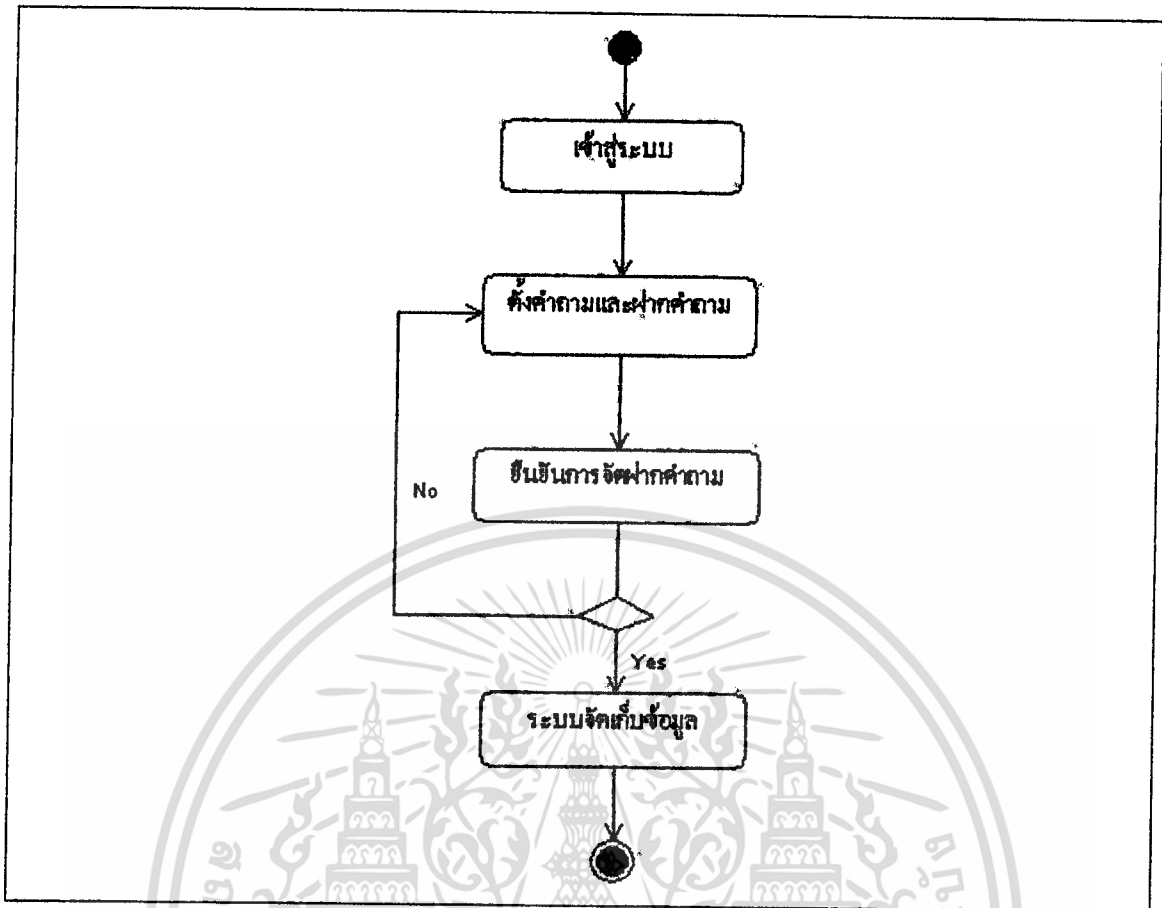 เข้าสู่ระบบ
ตั้งคำถามและฝากคำถาม
ยืนยันการจัดฝากคำถาม
No
Yes
ระบบจัดเก็บข้อมูล